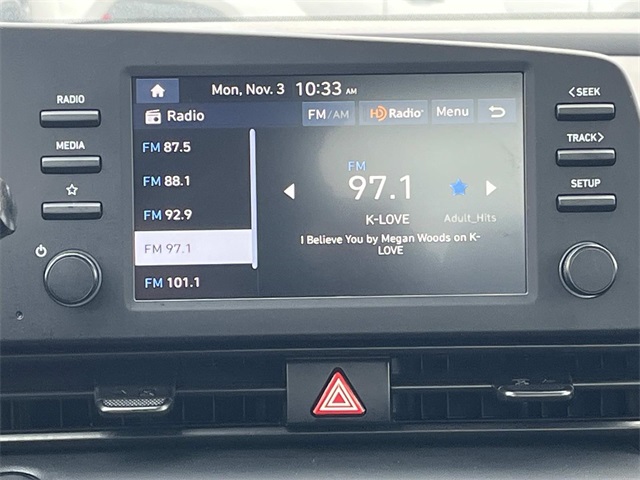 Mon, Nov. 3 10:33 AM
Radio FM/AM HD Radio Menu
FM 87.5
FM 88.1
FM 92.9
FM 97.1
FM 101.1
FM
97.1
K-LOVE Adult_Hits
I Believe You by Megan Woods on K-
LOVE
RADIO
MEDIA
<SEEK
TRACK>
SETUP